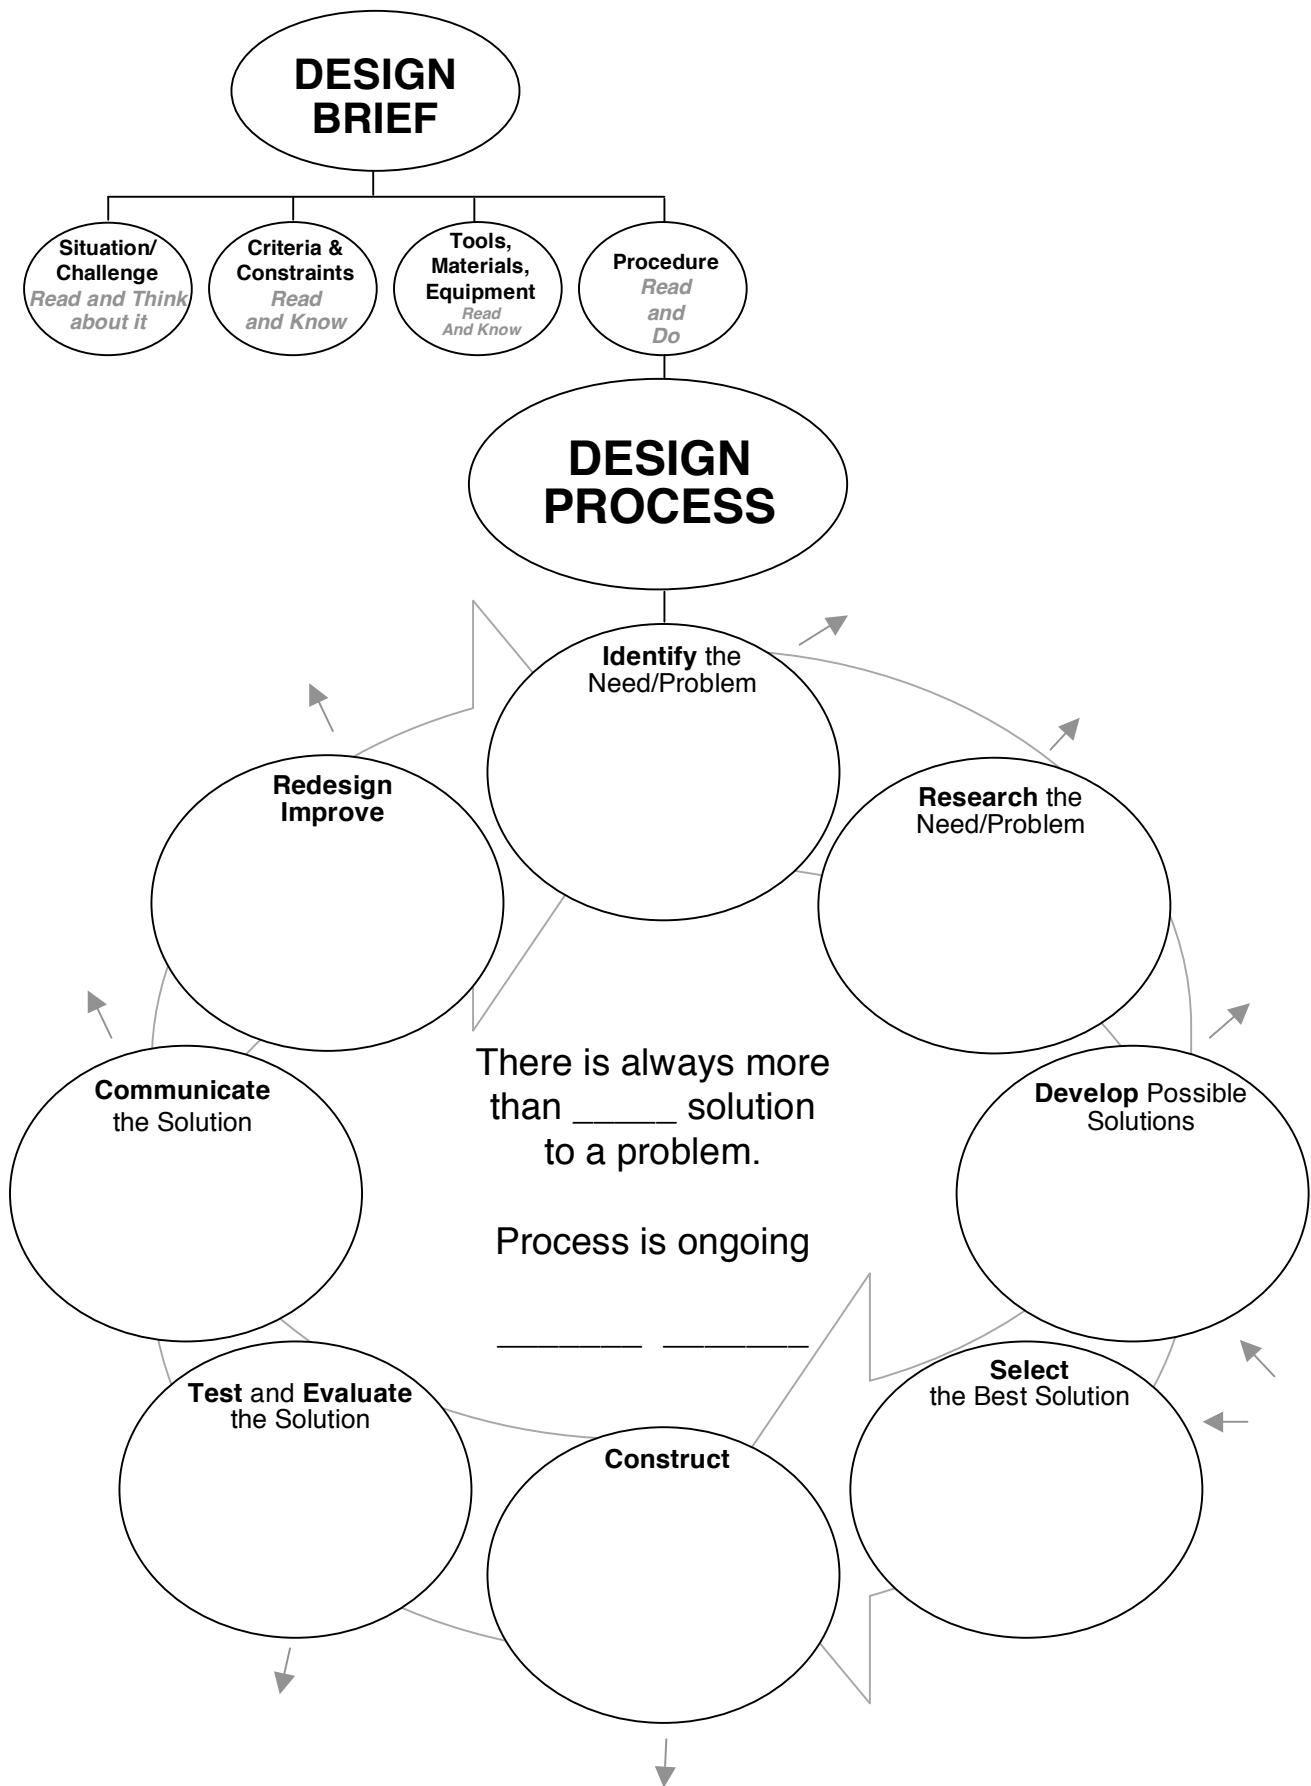 DESIGN
BRIEF
Situation/
Challenge
Read and Think
about it
Criteria &
Constraints
Read
and Know
Tools,
Materials,
Equipment
Read
And Know
Procedure
Read
and
Do
DESIGN
PROCESS
Identify the
Need/Problem
Research the
Need/Problem
Develop Possible
Solutions
Select
the Best Solution
Construct
Test and Evaluate
the Solution
Communicate
the Solution
Redesign
Improve
There is always more
than _____ solution
to a problem.
Process is ongoing
_______ _______